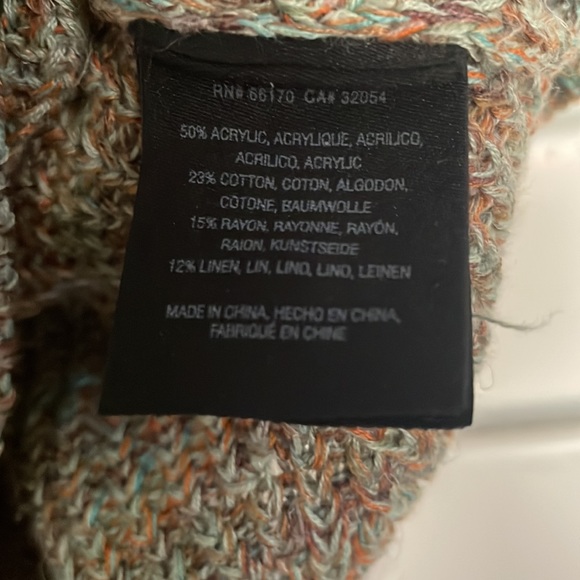 RN# 66170 CA# 32054
50% ACRYLIC, ACRYLIQUE, ACRILICO,
ACRILICO, ACRYLIC
23% COTTON, COTON, ALGODON,
COTONE, BAUMWOLLE
15% RAYON, RAYONNE, RAYÓN,
RAION, KUNSTSEIDE
12% LINEN, LIN, LINO, LINO, LEINEN
MADE IN CHINA, HECHO EN CHINA,
FABRIQUÉ EN CHINE